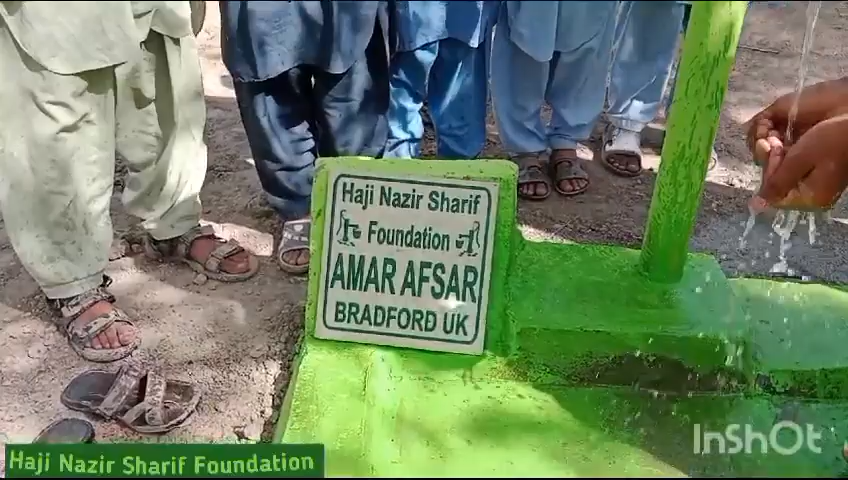 Haji Nazir Sharif
Foundation
AMAR AFSAR
BRADFORD UK
Haji Nazir Sharif Foundation
InShOt